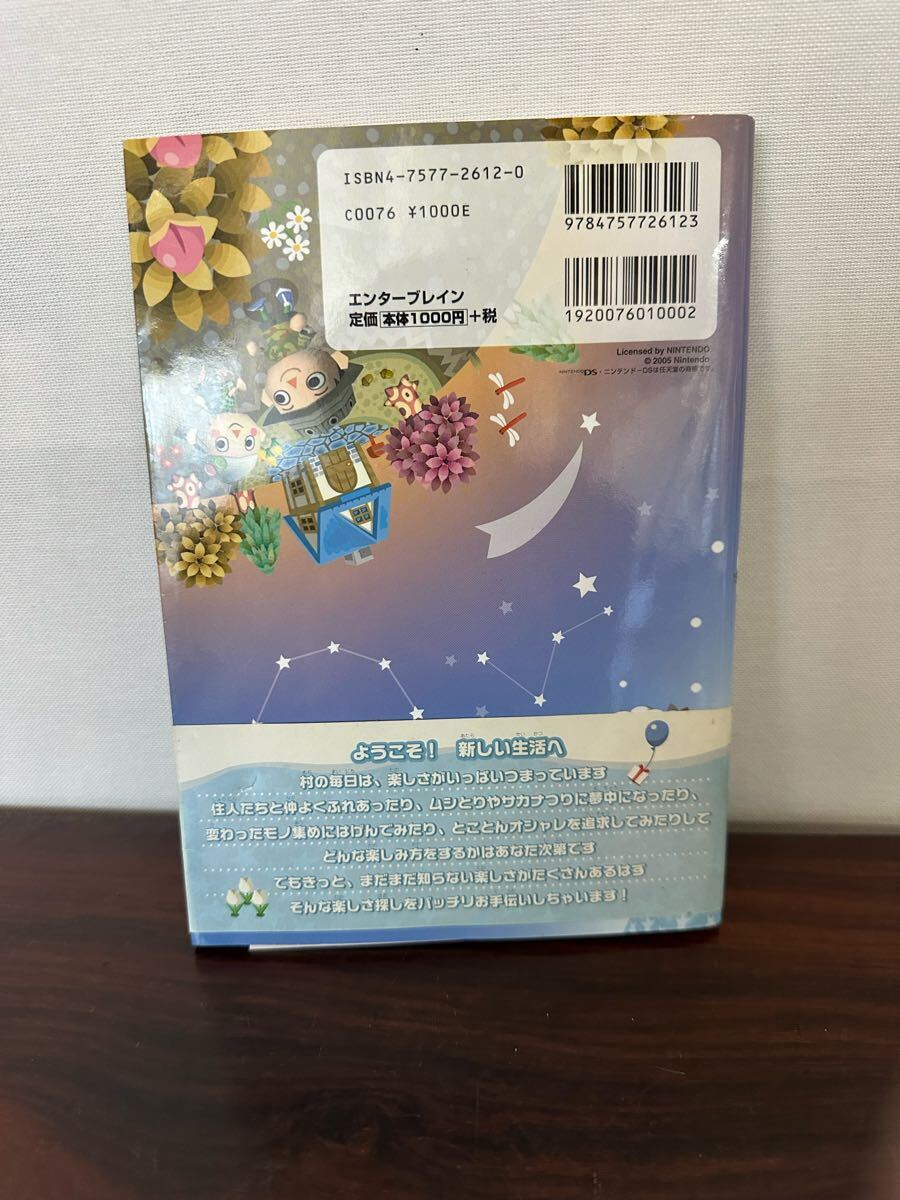 ISBN4-7577-2612-0
C0076 ¥1000E
9784757726123
エンターブレイン
定価 本体1000円 +税
1920076010002
Licensed by NINTENDO
© 2005 Nintendo
NINTENDO DS・ニンテンドーDSは任天堂の商標です。
ようこそ! 新しい生活へ
村の毎日は、楽しさがいっぱいつまっています
住人たちと仲よくふれあったり、ムシとりやサカナつりに夢中になったり、
変わったモノ集めにはげんでみたり、とことんオシャレを追求してみたりして
どんな楽しみ方をするかはあなた次第です
でもきっと、まだまだ知らない楽しさがたくさんあるはず
そんな楽しさ探しをバッチリお手伝いしちゃいます!